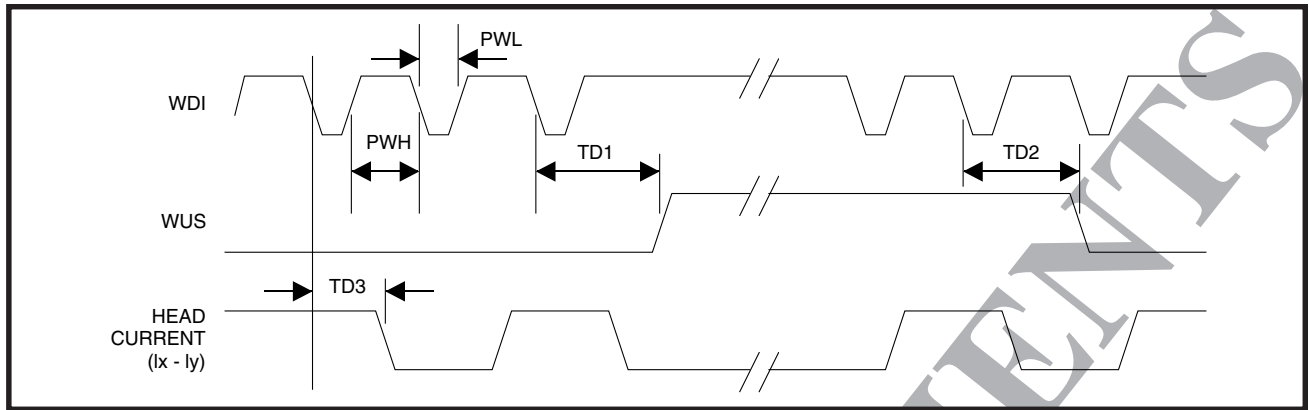 PWL
WDI
PWH
TD1
TD2
WUS
TD3
HEAD
CURRENT
(Ix - Iy)